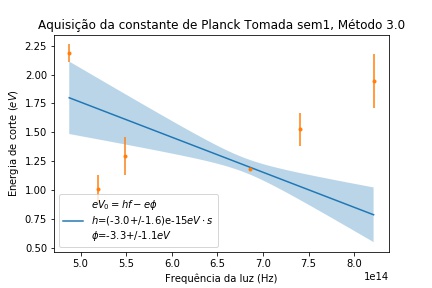 Aquisição da constante de Planck Tomada sem1, Método 3.0
Energia de corte (eV)
2.25
2.00
1.75
1.50
1.25
1.00
0.75
0.50
eV₀ = hf − eϕ
h=(-3.0+/-1.6)e-15eV · s
ϕ=-3.3+/-1.1eV
5.0 5.5 6.0 6.5 7.0 7.5 8.0
1e14
Frequência da luz (Hz)